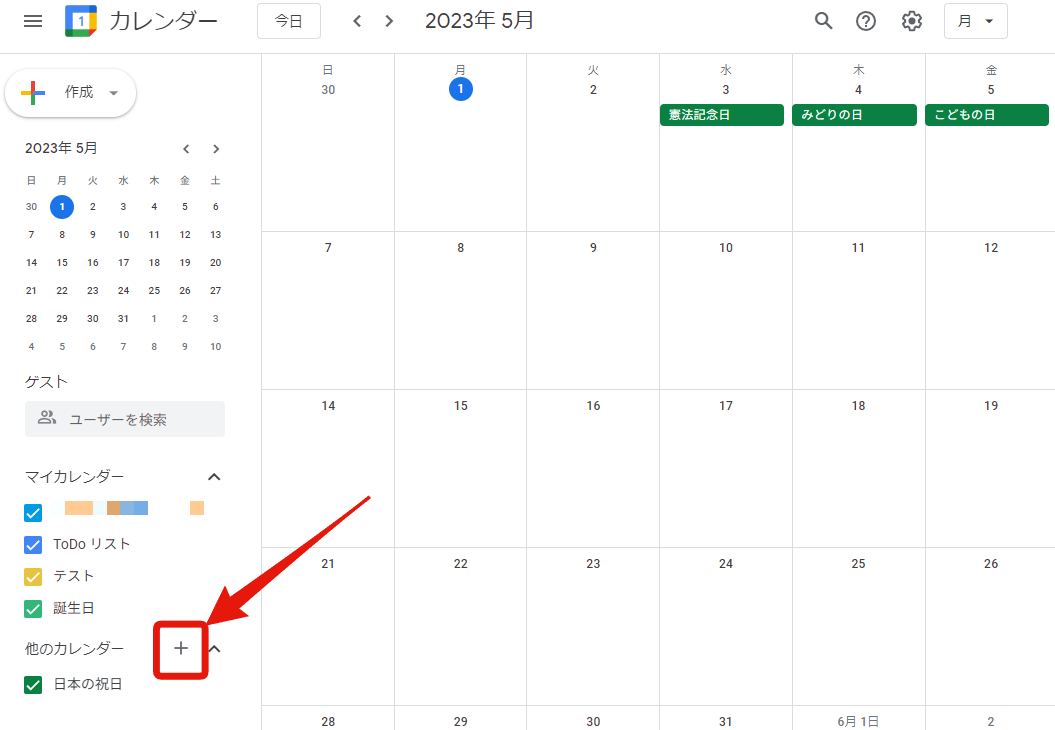 1 カレンダー 今日 2023年 5月 月
作成
2023年 5月
日 月 火 水 木 金 土
30 1 2 3 4 5 6
7 8 9 10 11 12 13
14 15 16 17 18 19 20
21 22 23 24 25 26 27
28 29 30 31 1 2 3
4 5 6 7 8 9 10
ゲスト
ユーザーを検索
マイカレンダー
ToDo リスト
テスト
誕生日
他のカレンダー
日本の祝日
日 月 火 水 木 金
30 1 2 3 4 5
憲法記念日 みどりの日 こどもの日
7 8 9 10 11 12
14 15 16 17 18 19
21 22 23 24 25 26
28 29 30 31 6月 1日 2